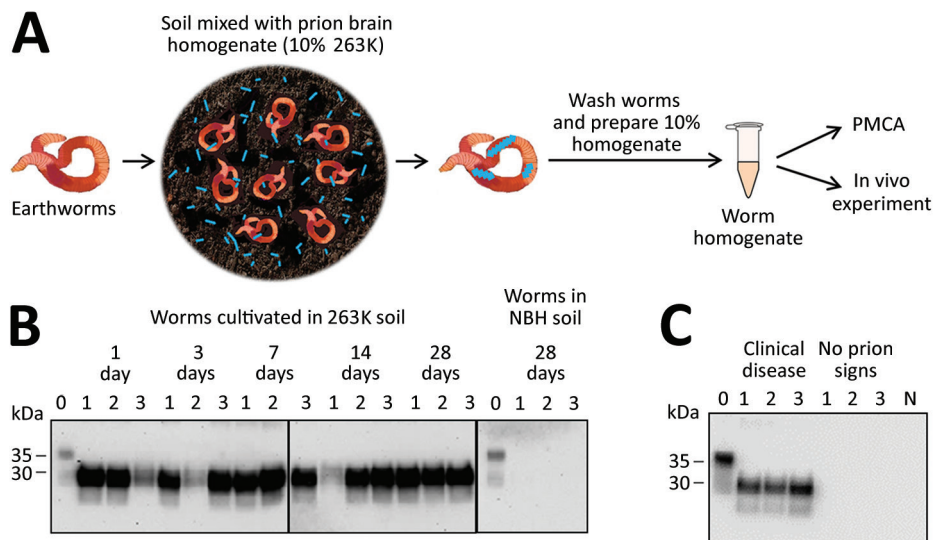 A
Soil mixed with prion brain
homogenate (10% 263K)
Earthworms
Wash worms
and prepare 10%
homogenate
Worm
homogenate
PMCA
In vivo
experiment
B
Worms cultivated in 263K soil
Worms in
NBH soil
1
day
3
days
7
days
14
days
28
days
28
days
kDa
0 1 2 3 1 2 3 1 2 3 1 2 3 1 2 3 0 1 2 3
35
30
C
Clinical
disease
No prion
signs
kDa
0 1 2 3 1 2 3 N
35
30